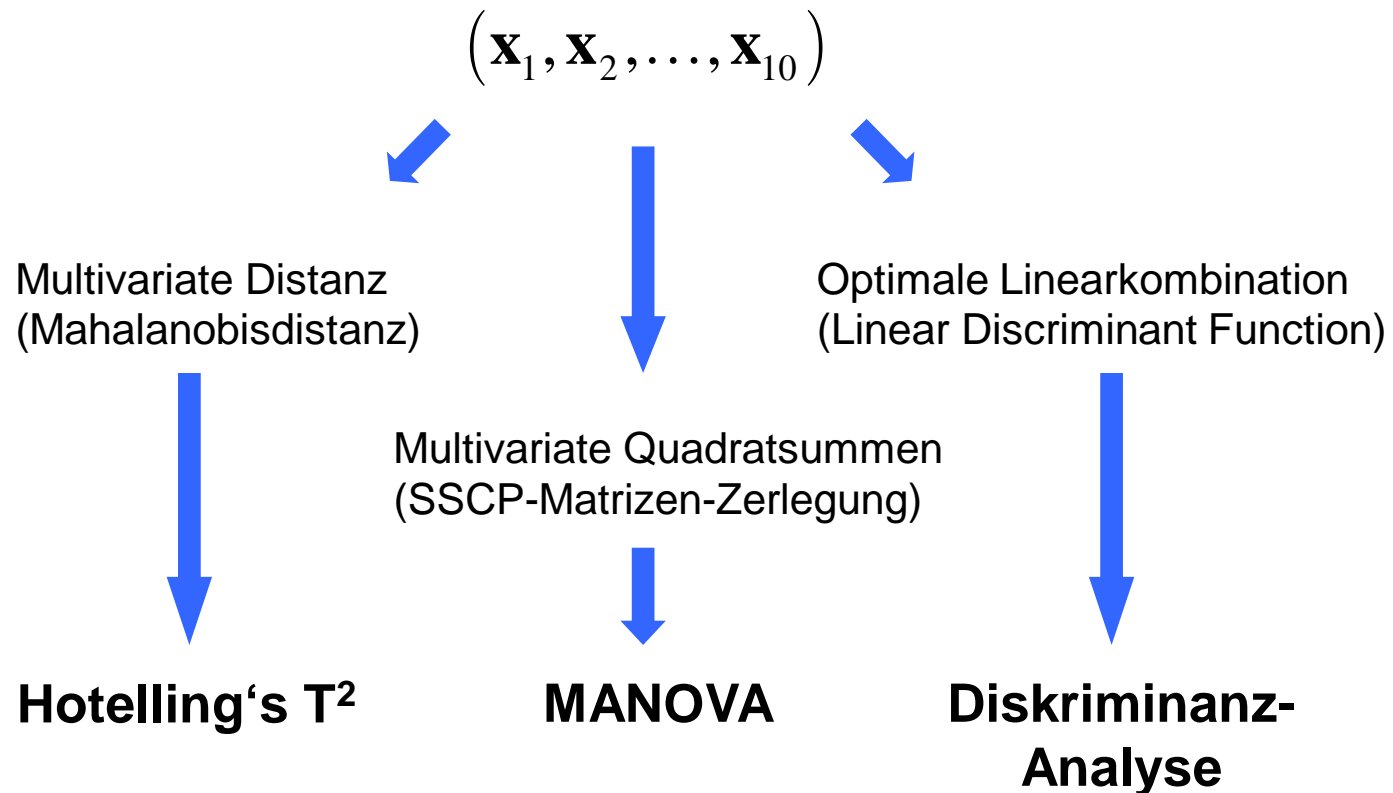 (x₁, x₂, ..., x₁₀)
Multivariate Distanz
(Mahalanobisdistanz)
Optimale Linearkombination
(Linear Discriminant Function)
Multivariate Quadratsummen
(SSCP-Matrizen-Zerlegung)
Hotelling‘s T²
MANOVA
Diskriminanz-
Analyse